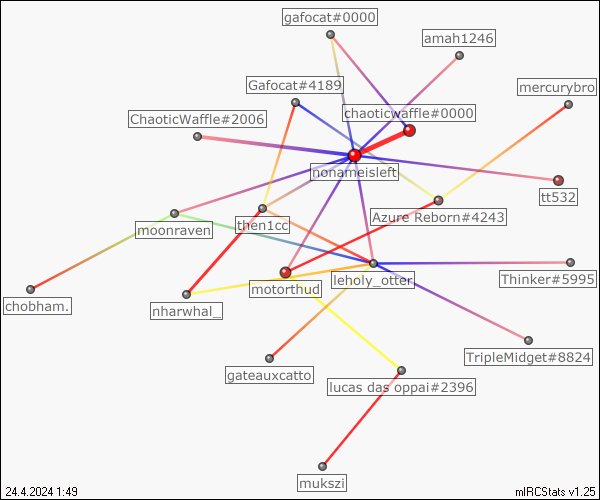 gafocat#0000
amah1246
Gafocat#4189
mercurybro
chaoticwaffle#0000
ChaoticWaffle#2006
nonameisleft
tt532
Azure Reborn#4243
moonraven
then1cc
leholy_otter
Thinker#5995
motorthud
chobham.
nharwhal_
TripleMidget#8824
gateauxcatto
lucas das oppai#2396
mukszi
24.4.2024 1:49
mIRCStats v1.25